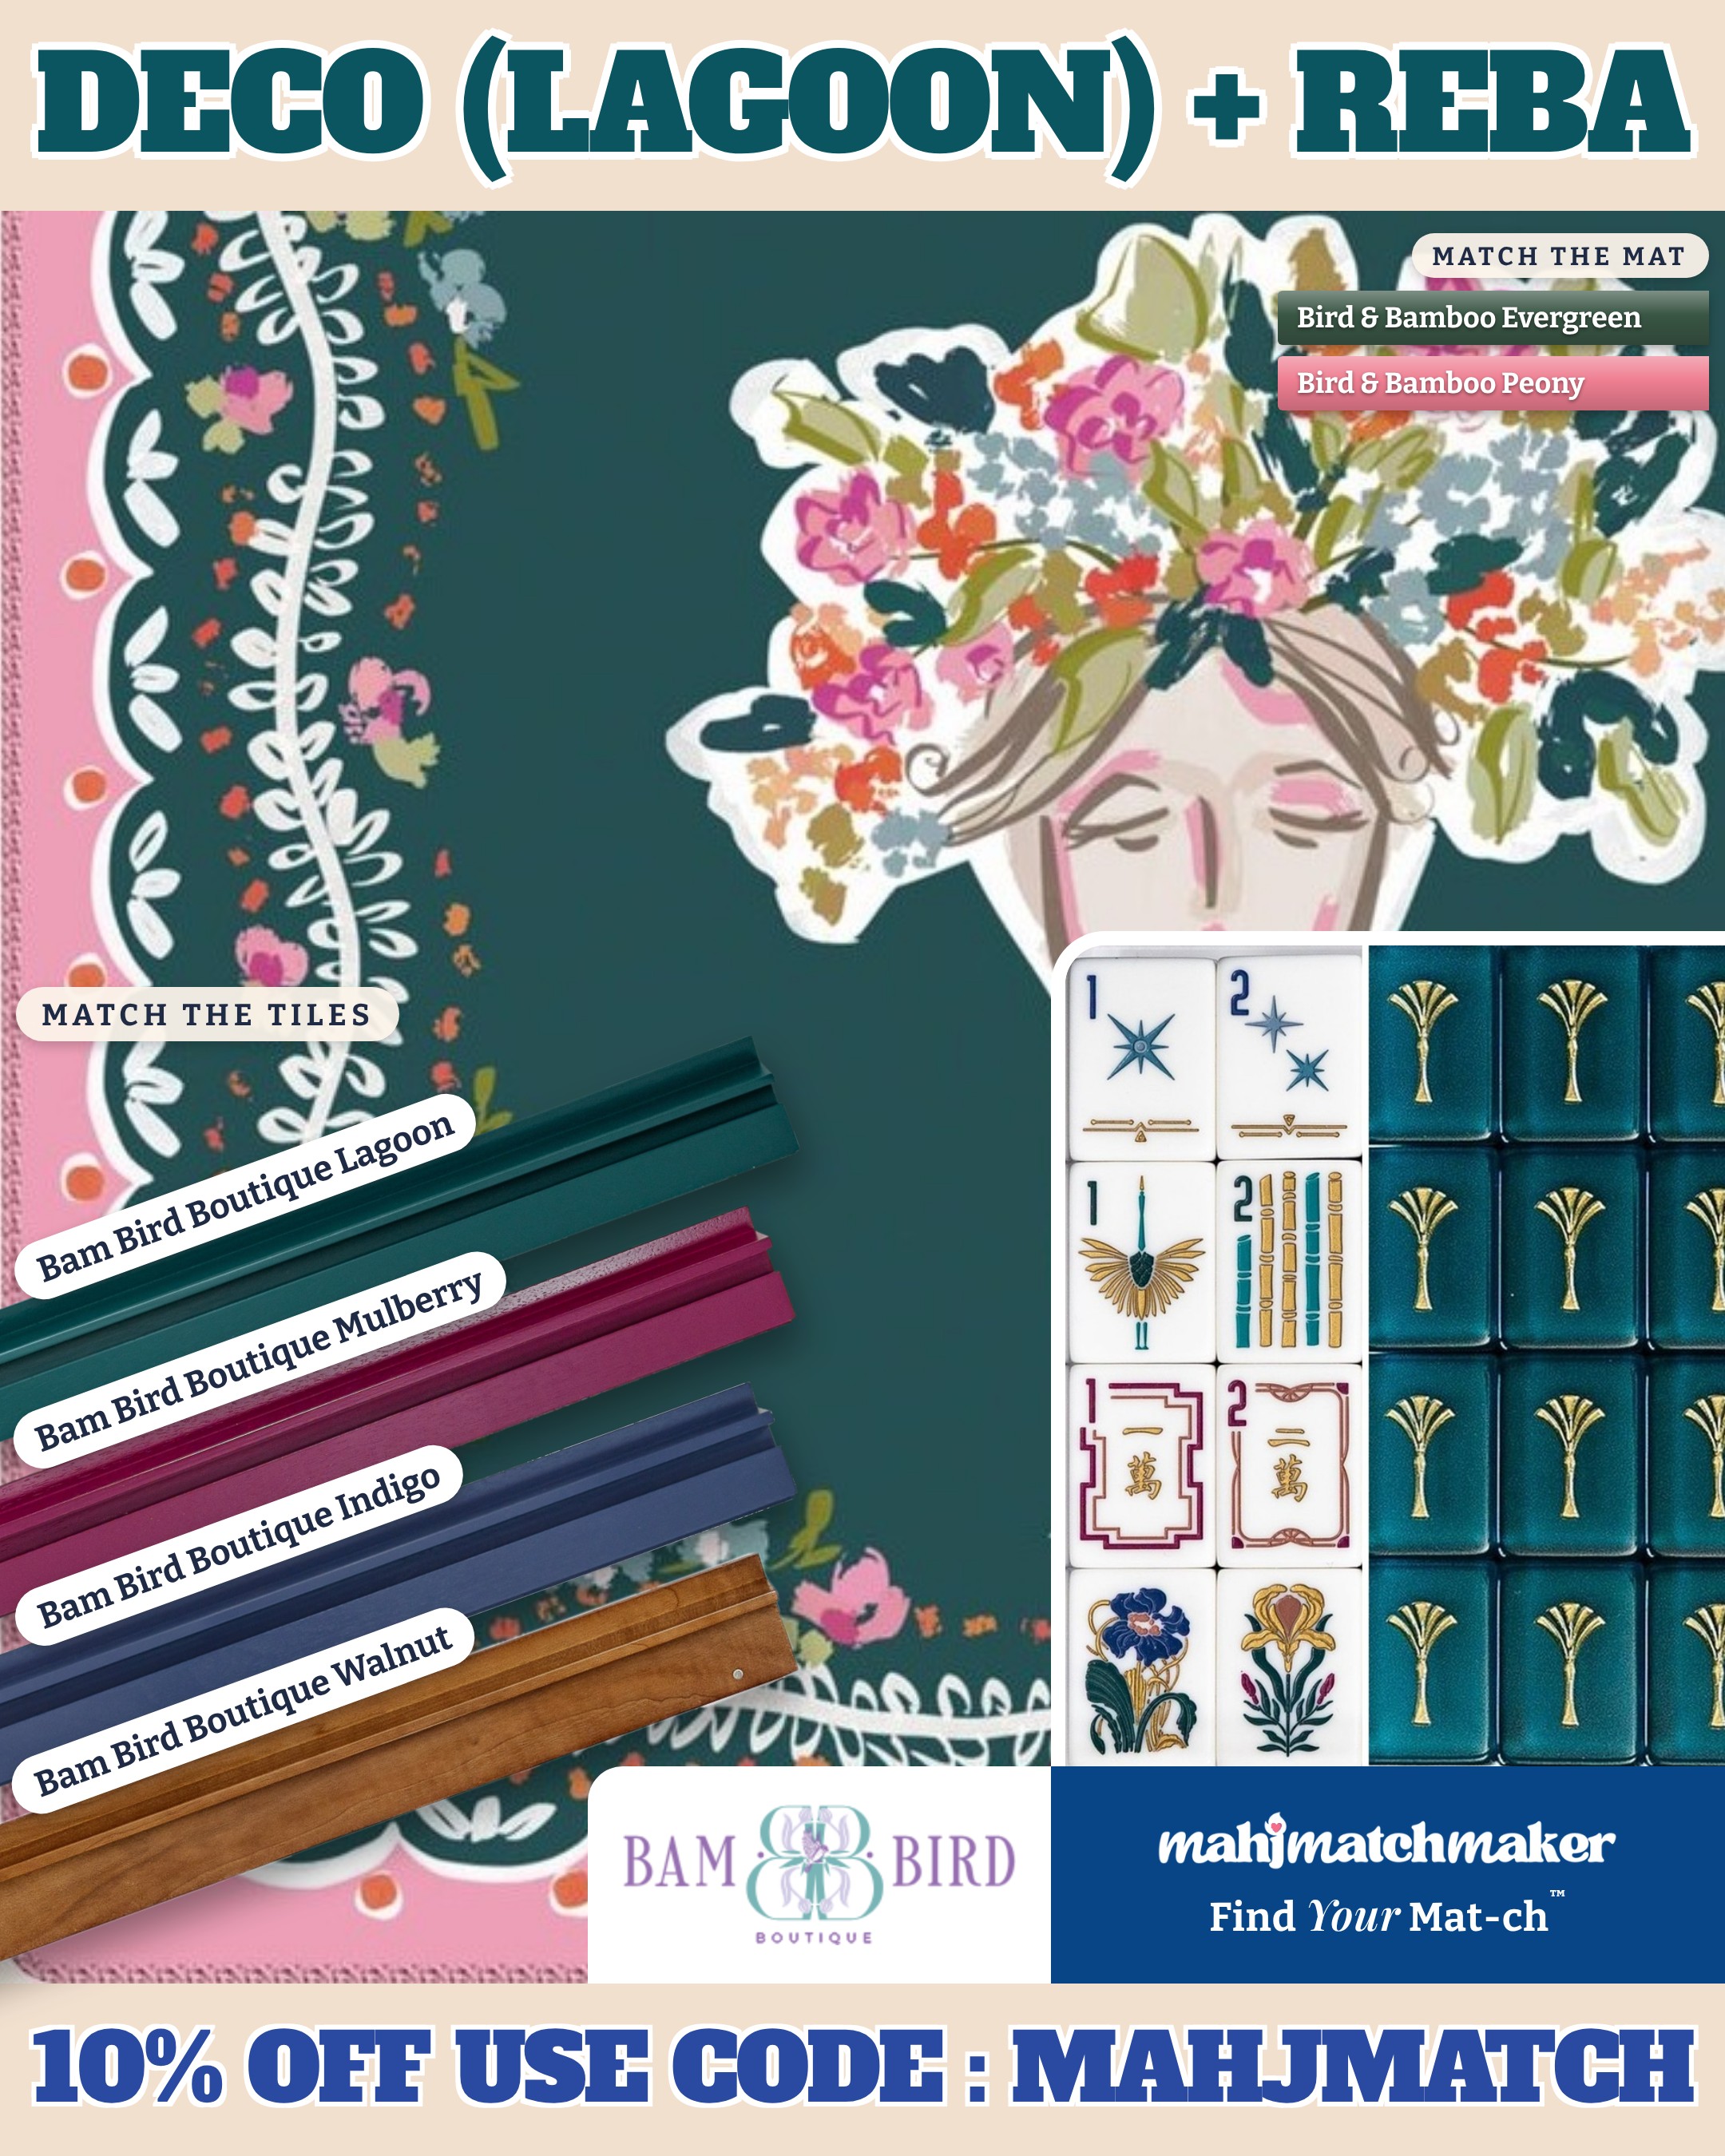 DECO (LAGOON) + REBA
MATCH THE MAT
Bird & Bamboo Evergreen
Bird & Bamboo Peony
MATCH THE TILES
Bam Bird Boutique Lagoon
Bam Bird Boutique Mulberry
Bam Bird Boutique Indigo
Bam Bird Boutique Walnut
1 2
1 2
1 2
一 二
萬 萬
BAM BIRD
BOUTIQUE
mahjmatchmaker
Find Your Mat-ch™
10% OFF USE CODE : MAHJMATCH